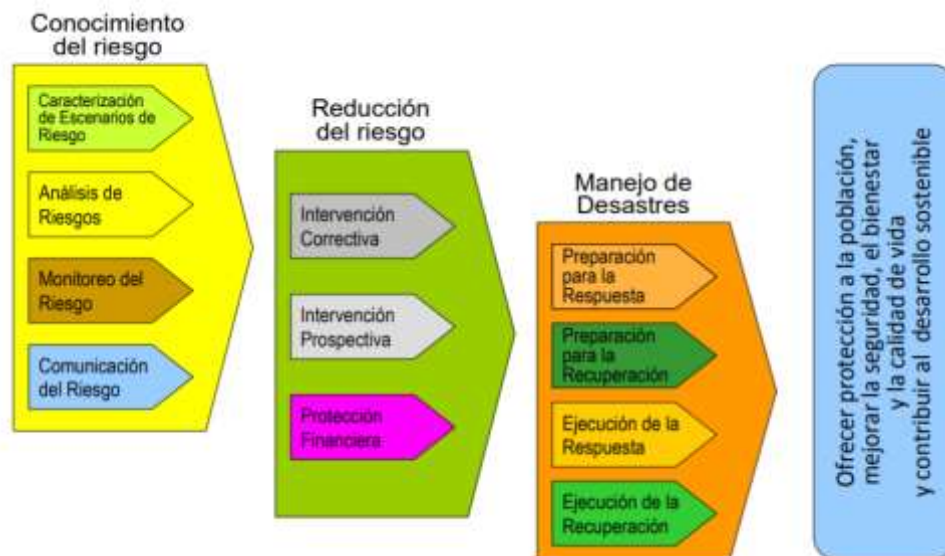 Conocimiento
del riesgo
Caracterización
de Escenarios de
Riesgo
Análisis de
Riesgos
Monitoreo del
Riesgo
Comunicación
del Riesgo
Reducción
del riesgo
Intervención
Correctiva
Intervención
Prospectiva
Protección
Financiera
Manejo de
Desastres
Preparación
para la
Respuesta
Preparación
para la
Recuperación
Ejecución de la
Respuesta
Ejecución de la
Recuperación
Ofrecer protección a la población,
mejorar la seguridad, el bienestar
y la calidad de vida
y contribuir al desarrollo sostenible